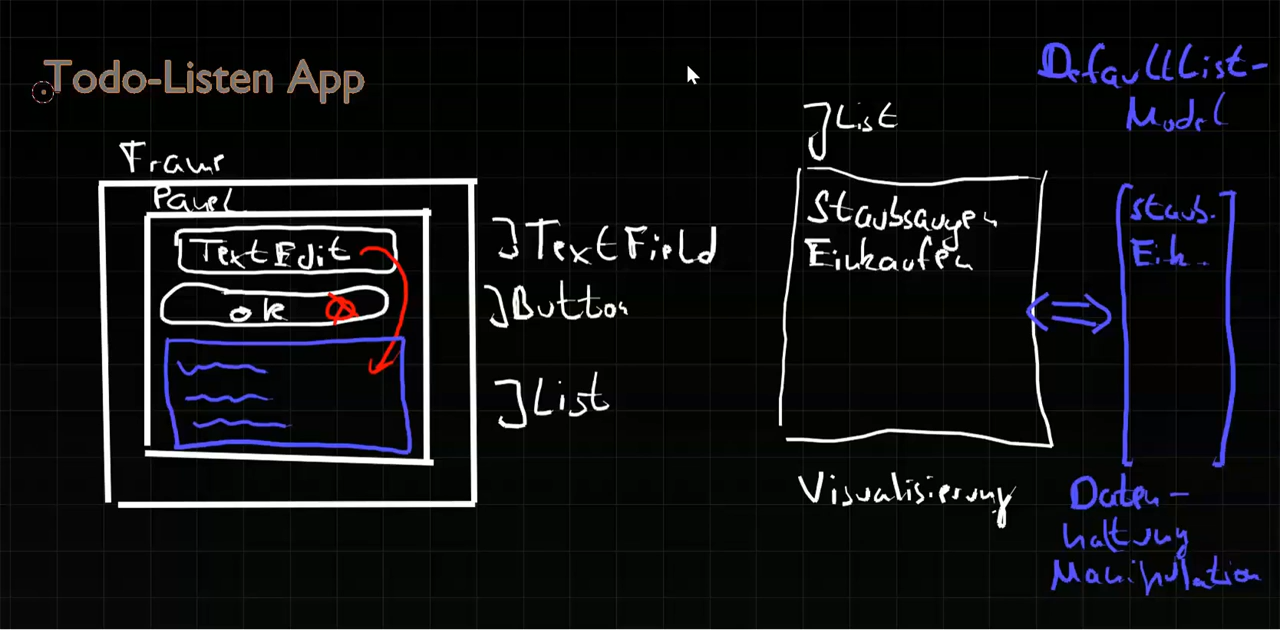 Todo-Listen App
Frame
Panel
TextEdit
ok
JTextField
JButton
JList
JList
Staubsaugen
Einkaufen
Visualisierung
DefaultList-
Model
Staub.
Eik.
Daten-
haltung
Manipulation